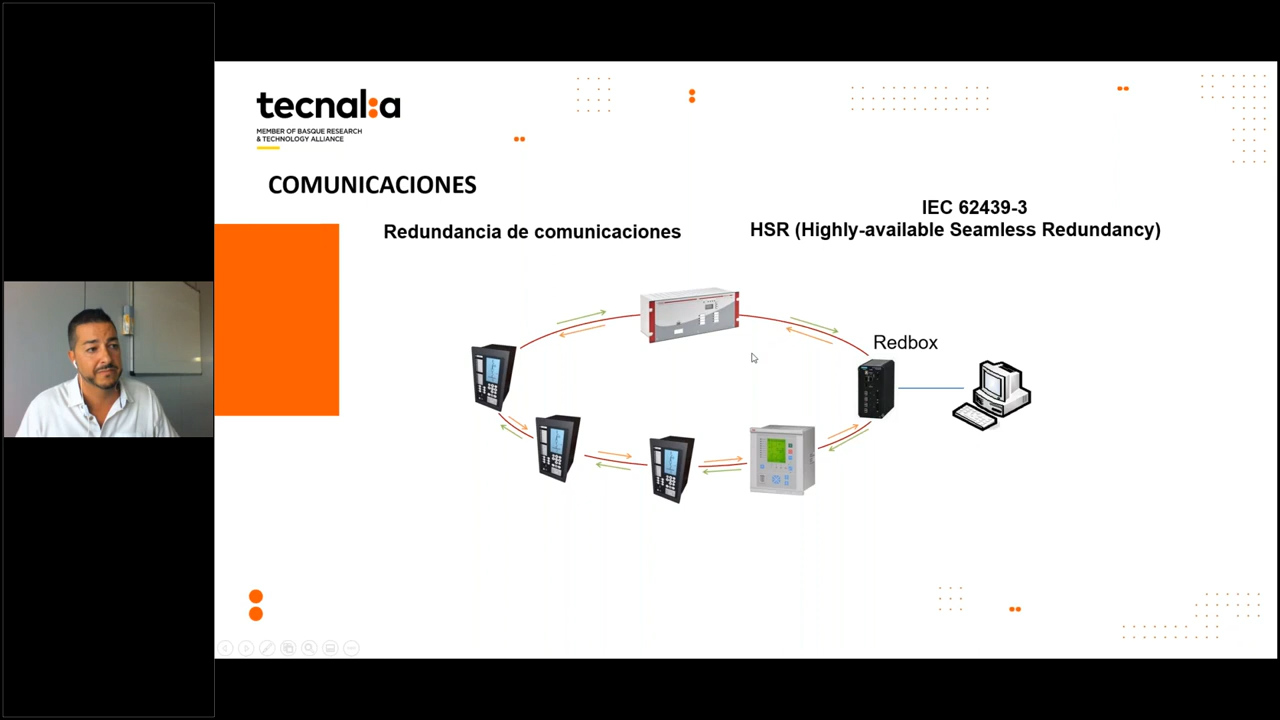 tecnal:a
MEMBER OF BASQUE RESEARCH
& TECHNOLOGY ALLIANCE
COMUNICACIONES
IEC 62439-3
Redundancia de comunicaciones
HSR (Highly-available Seamless Redundancy)
Redbox